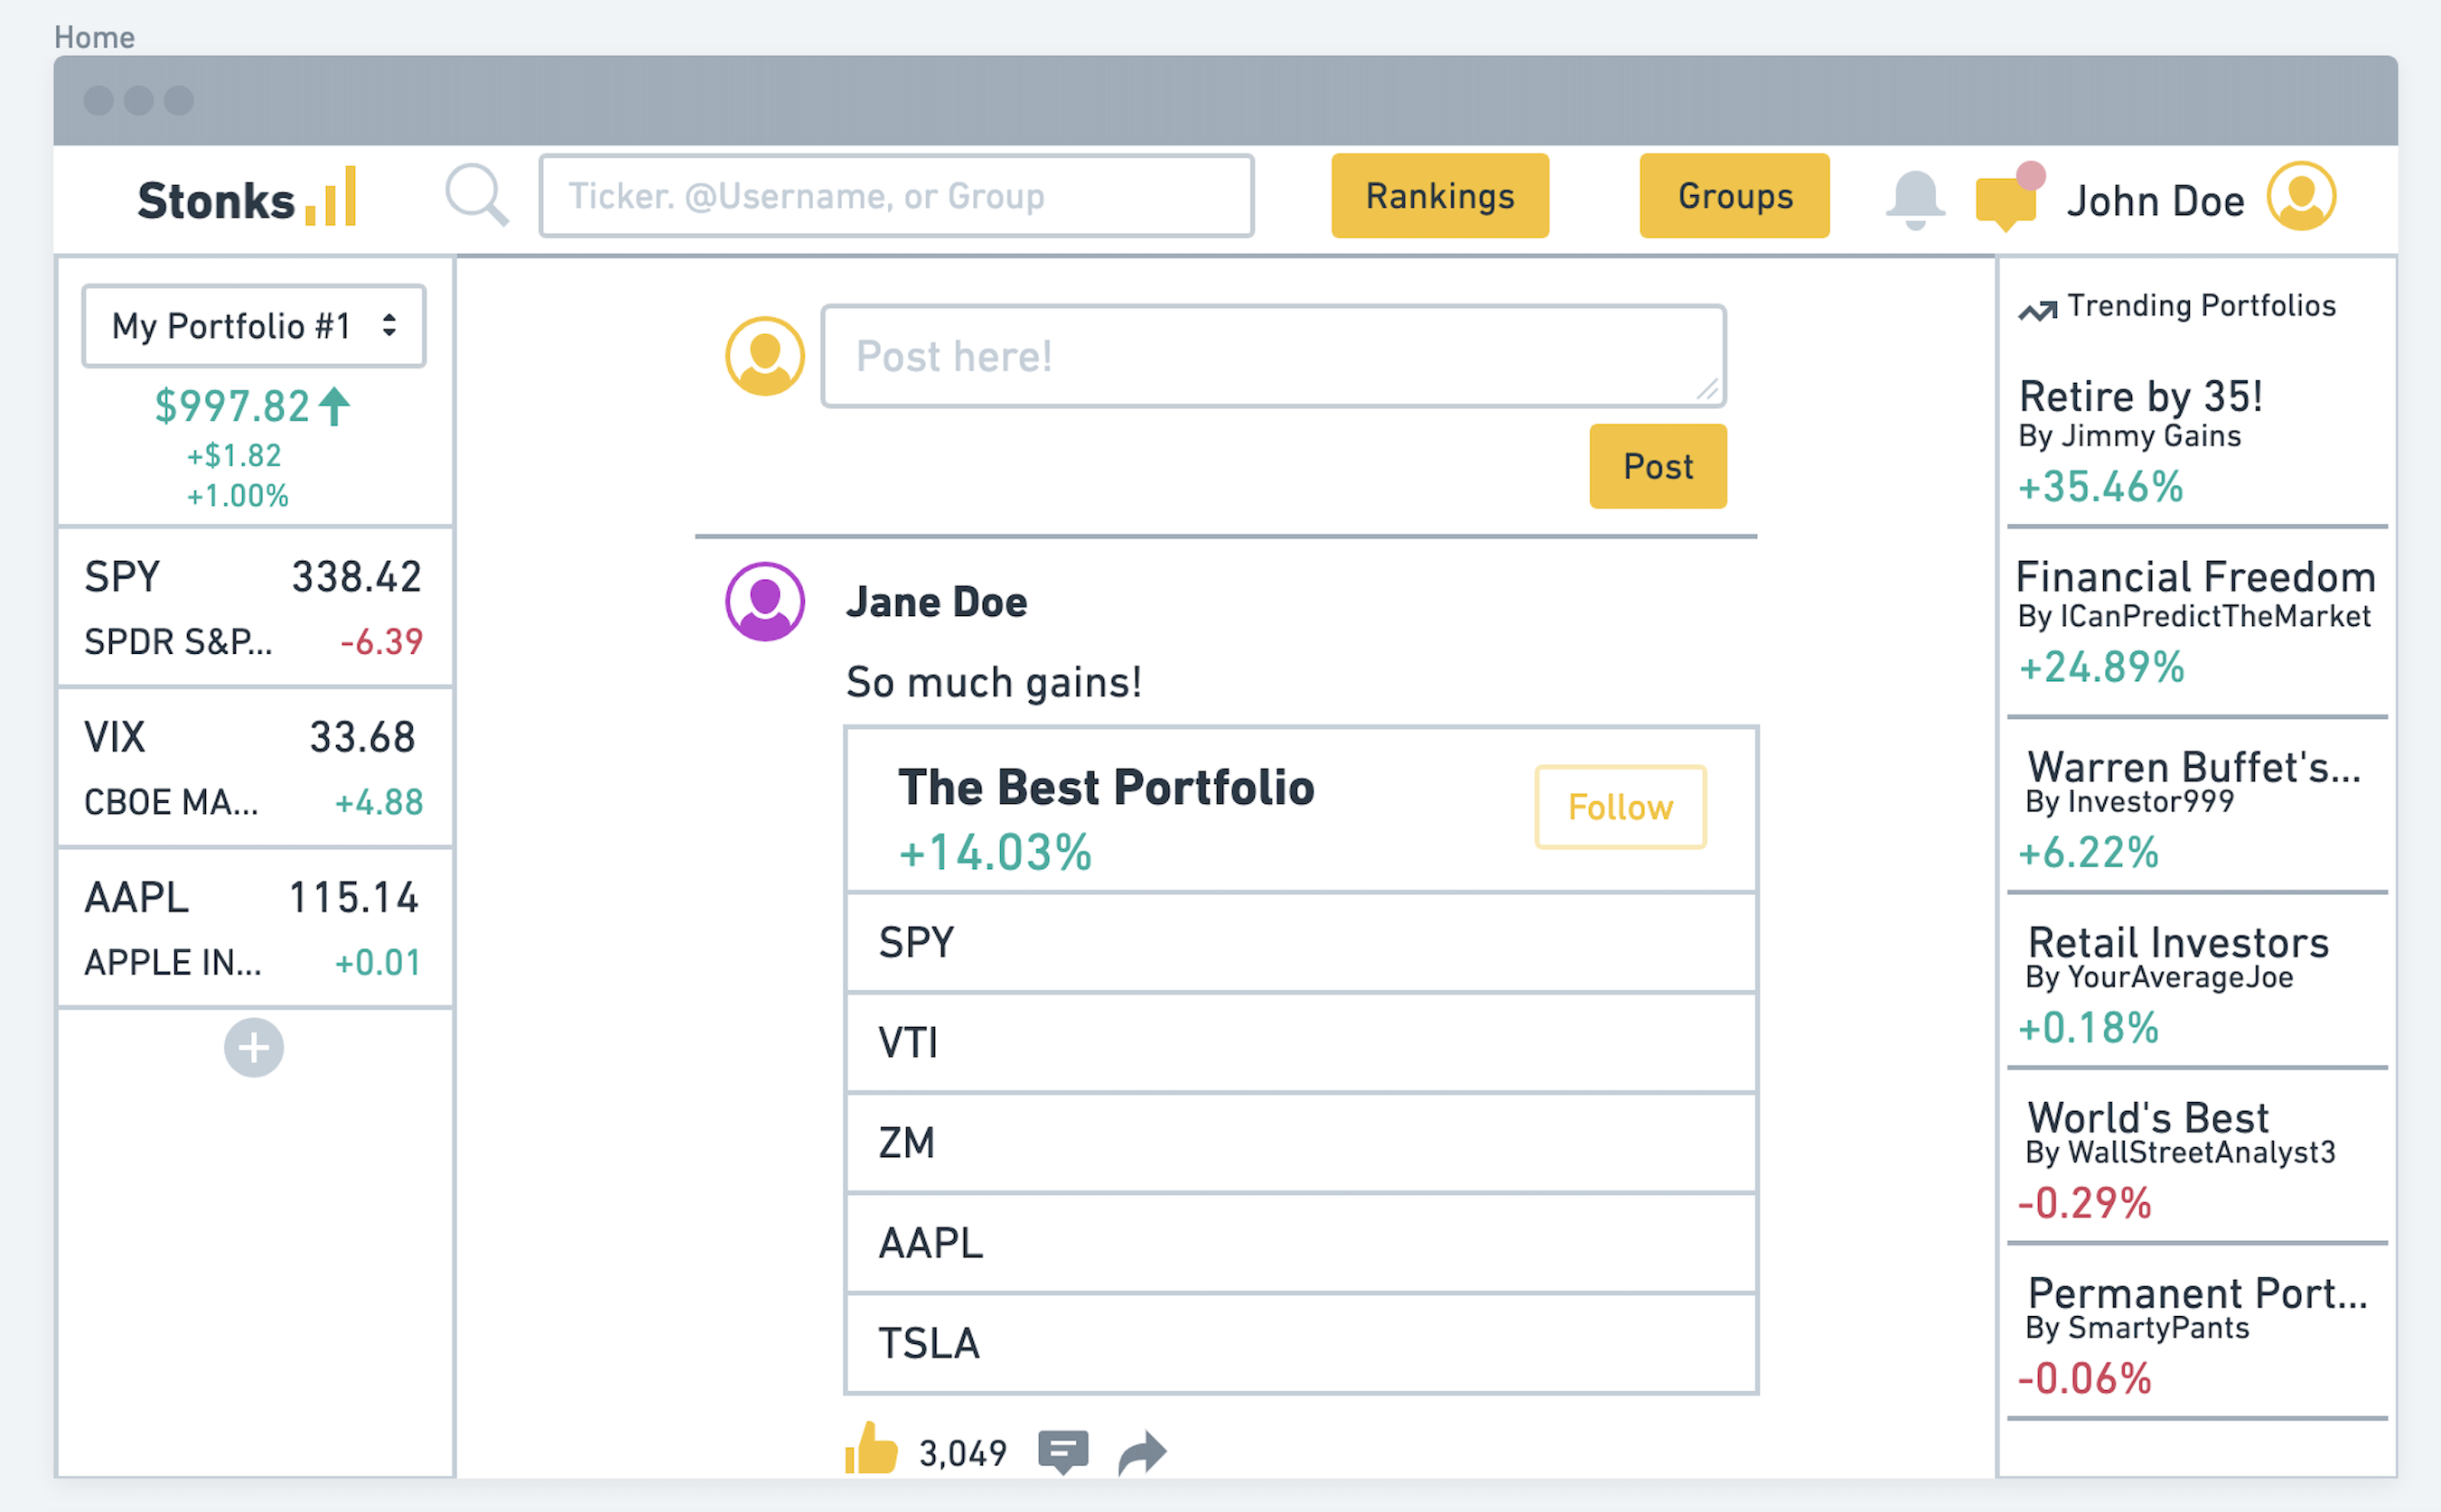 Home
Stonks
Ticker. @Username, or Group
Rankings
Groups
John Doe
My Portfolio #1
$997.82
+$1.82
+1.00%
SPY 338.42
SPDR S&P... -6.39
VIX 33.68
CBOE MA... +4.88
AAPL 115.14
APPLE IN... +0.01
Post here!
Post
Jane Doe
So much gains!
The Best Portfolio
Follow
+14.03%
SPY
VTI
ZM
AAPL
TSLA
3,049
Trending Portfolios
Retire by 35!
By Jimmy Gains
+35.46%
Financial Freedom
By ICanPredictTheMarket
+24.89%
Warren Buffet's...
By Investor999
+6.22%
Retail Investors
By YourAverageJoe
+0.18%
World's Best
By WallStreetAnalyst3
-0.29%
Permanent Port...
By SmartyPants
-0.06%